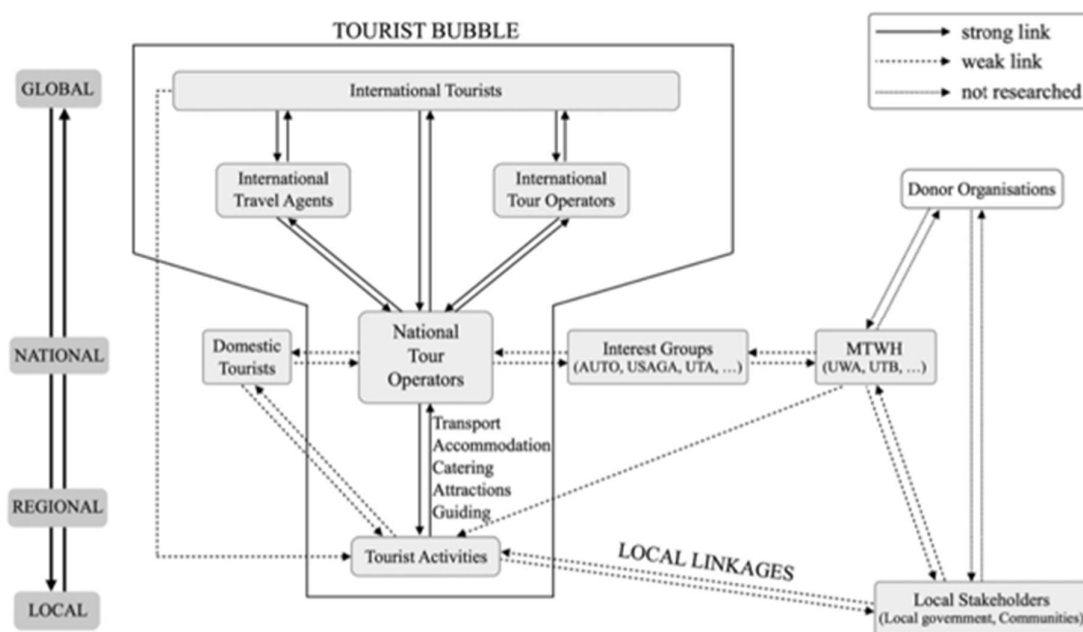 TOURIST BUBBLE
strong link
weak link
not researched
GLOBAL
International Tourists
International
Travel Agents
International
Tour Operators
Donor Organisations
NATIONAL
Domestic
Tourists
National
Tour
Operators
Interest Groups
(AUTO, USAGA, UTA, ...)
MTWH
(UWA, UTB, ...)
Transport
Accommodation
Catering
Attractions
Guiding
REGIONAL
Tourist Activities
LOCAL LINKAGES
LOCAL
Local Stakeholders
(Local government, Communities)